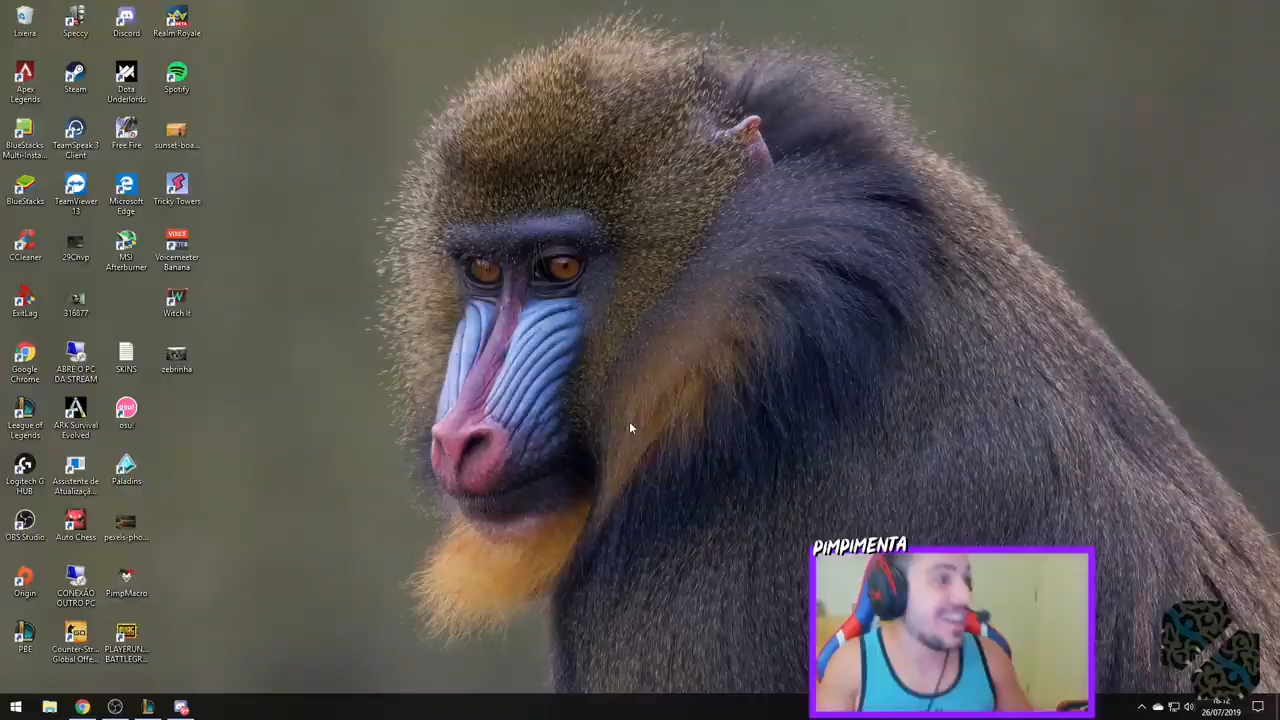 Lixeira
Speccy
Discord
Realm Royale
Apex
Legends
Steam
Dota
Underlords
Spotify
BlueStacks
Multi-Insta...
TeamSpeak 3
Client
Free Fire
sunset-boa...
BlueStacks
TeamViewer
13
Microsoft
Edge
Tricky Towers
CCleaner
29Chvp
MSI
Afterburner
VOICE
Voicemeeter
Banana
ExitLag
316877
Witch It
Google
Chrome
ABRE O PC
DA STREAM
SKINS
zebrinha
League of
Legends
ARK Survival
Evolved
osu!
osu!
Logitech G
HUB
Assistente de
Atualizaçã...
Paladins
OBS Studio
Auto Chess
pexels-pho...
Origin
CONEXÃO
OUTRO PC
PimpMacro
PBE
Counter-Str...
Global Offe...
PLAYERUN...
BATTLEGR...
PIMPIMENTA
26/07/2019